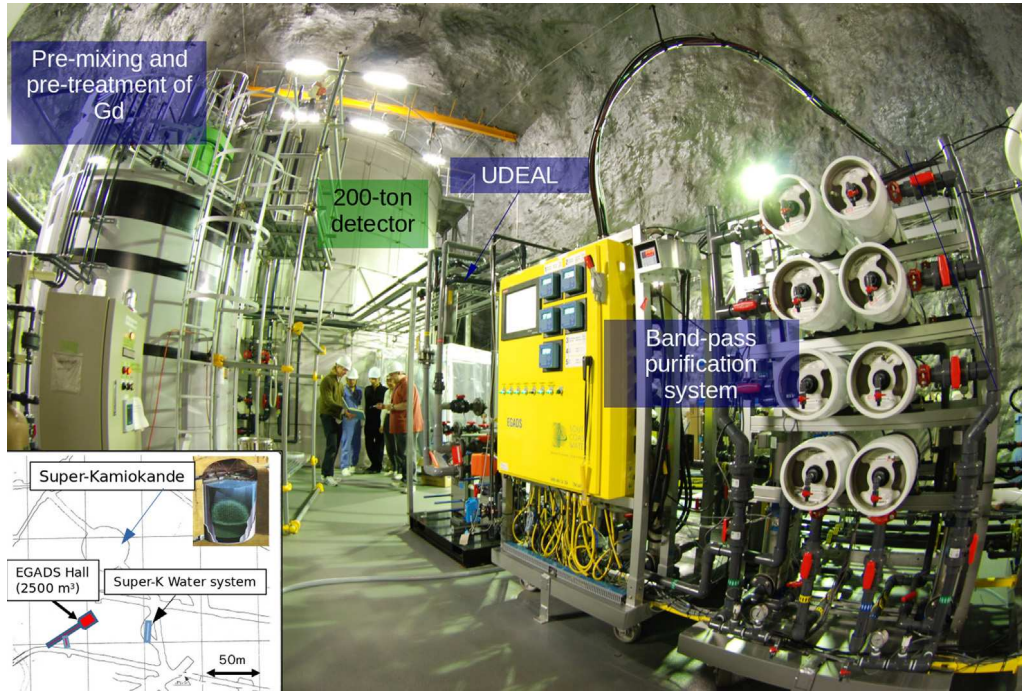 Pre-mixing and
pre-treatment of
Gd
200-ton
detector
UDEAL
Band-pass
purification
system
EGADS
Super-Kamiokande
EGADS Hall
(2500 m³)
Super-K Water system
50m